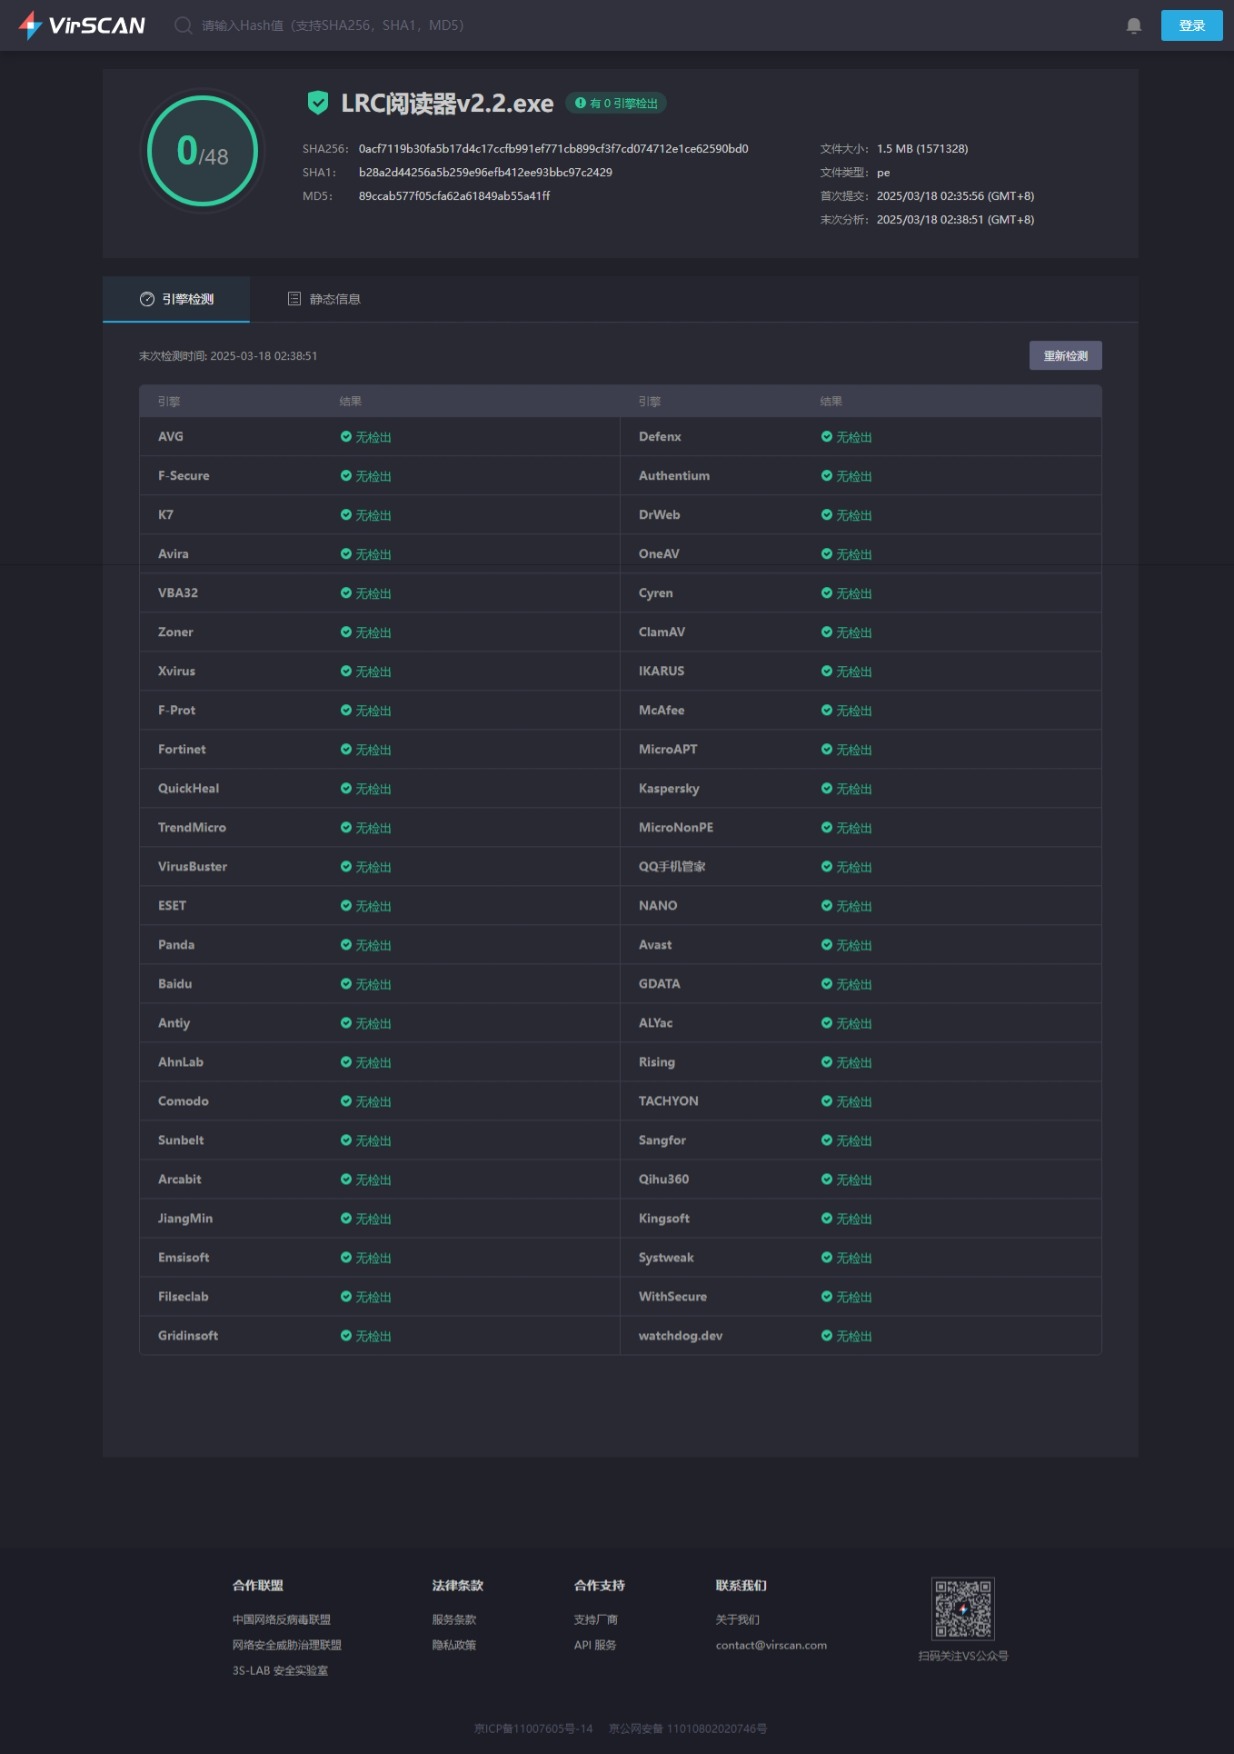 VirSCAN 请输入Hash值（支持SHA256，SHA1，MD5） 登录
LRC阅读器v2.2.exe 有 0 引擎检出
0/48
SHA256: 0acf7119b30fa5b17d4c17ccfb991ef771cb899cf3f7cd074712e1ce62590bd0 文件大小: 1.5 MB (1571328)
SHA1: b28a2d44256a5b259e96efb412ee93bbc97c2429 文件类型: pe
MD5: 89ccab577f05cfa62a61849ab55a41ff 首次提交: 2025/03/18 02:35:56 (GMT+8)
末次分析: 2025/03/18 02:38:51 (GMT+8)
引擎检测 静态信息
末次检测时间: 2025-03-18 02:38:51 重新检测
引擎 结果 引擎 结果
AVG 无检出 Defenx 无检出
F-Secure 无检出 Authentium 无检出
K7 无检出 DrWeb 无检出
Avira 无检出 OneAV 无检出
VBA32 无检出 Cyren 无检出
Zoner 无检出 ClamAV 无检出
Xvirus 无检出 IKARUS 无检出
F-Prot 无检出 McAfee 无检出
Fortinet 无检出 MicroAPT 无检出
QuickHeal 无检出 Kaspersky 无检出
TrendMicro 无检出 MicroNonPE 无检出
VirusBuster 无检出 QQ手机管家 无检出
ESET 无检出 NANO 无检出
Panda 无检出 Avast 无检出
Baidu 无检出 GDATA 无检出
Antiy 无检出 ALYac 无检出
AhnLab 无检出 Rising 无检出
Comodo 无检出 TACHYON 无检出
Sunbelt 无检出 Sangfor 无检出
Arcabit 无检出 Qihu360 无检出
JiangMin 无检出 Kingsoft 无检出
Emsisoft 无检出 Systweak 无检出
Filseclab 无检出 WithSecure 无检出
Gridinsoft 无检出 watchdog.dev 无检出
合作联盟 法律条款 合作支持 联系我们
中国网络反病毒联盟 服务条款 支持厂商 关于我们
网络安全威胁治理联盟 隐私政策 API 服务 contact@virscan.com
3S-LAB 安全实验室
扫码关注VS公众号
京ICP备11007605号-14 京公网安备 11010802020746号